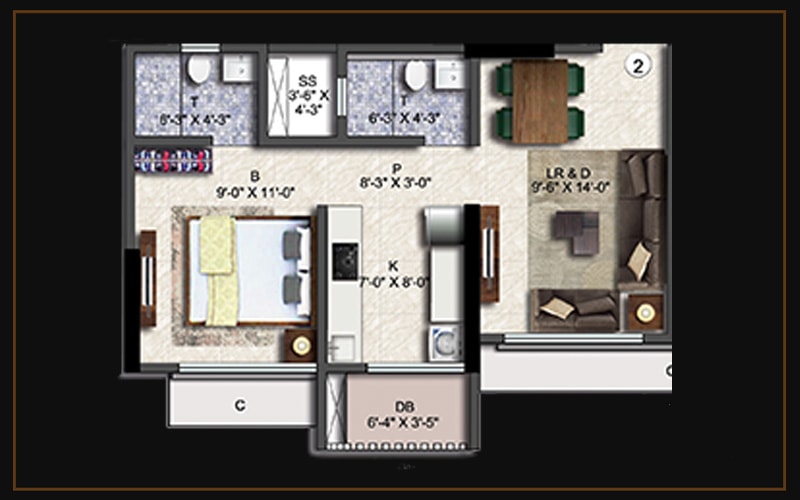 2
SS
3'-6" X
4'-3"
T
6'-3" X 4'-3"
T
6'-3" X 4'-3"
B
9'-0" X 11'-0"
P
8'-3" X 3'-0"
LR & D
9'-6" X 14'-0"
K
7'-0" X 8'-0"
C
C
DB
6'-4" X 3'-5"